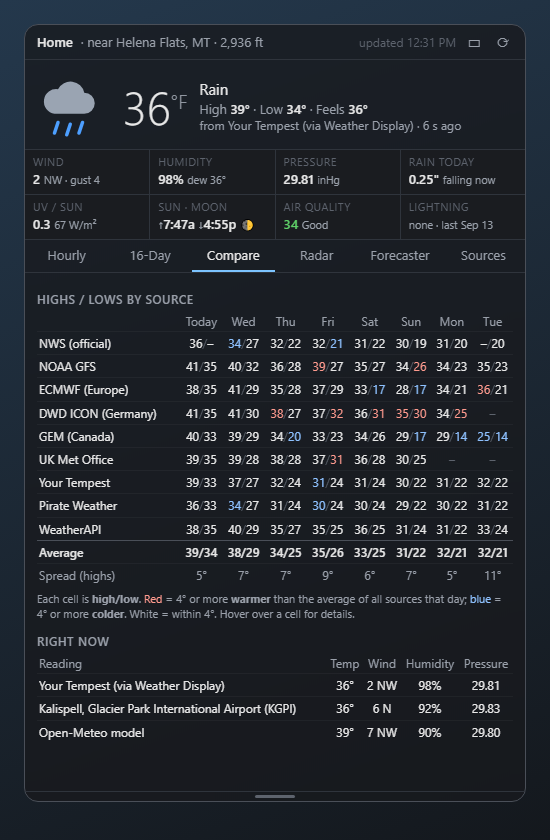 Home · near Helena Flats, MT · 2,936 ft updated 12:31 PM
36°F
Rain
High 39° · Low 34° · Feels 36°
from Your Tempest (via Weather Display) · 6 s ago
WIND HUMIDITY PRESSURE RAIN TODAY
2 NW · gust 4 98% dew 36° 29.81 inHg 0.25" falling now
UV / SUN SUN · MOON AIR QUALITY LIGHTNING
0.3 67 W/m² ↑7:47a ↓4:55p 34 Good none · last Sep 13
Hourly 16-Day Compare Radar Forecaster Sources
HIGHS / LOWS BY SOURCE
Today Wed Thu Fri Sat Sun Mon Tue
NWS (official) 36/– 34/27 32/22 32/21 31/22 30/19 31/20 –/20
NOAA GFS 41/35 40/32 36/28 39/27 35/27 34/26 34/23 35/23
ECMWF (Europe) 38/35 41/29 35/28 37/29 33/17 28/17 34/21 36/21
DWD ICON (Germany) 41/35 41/30 38/27 37/32 36/31 35/30 34/25 –
GEM (Canada) 40/33 39/29 34/20 33/23 34/26 29/17 29/14 25/14
UK Met Office 39/35 39/28 38/28 37/31 36/28 30/25 – –
Your Tempest 39/33 37/27 32/24 31/24 31/24 30/22 31/22 32/22
Pirate Weather 36/33 34/27 31/24 30/24 30/24 29/22 30/22 31/22
WeatherAPI 38/35 40/29 35/27 35/25 36/25 31/24 31/22 33/24
Average 39/34 38/29 34/25 35/26 33/25 31/22 32/21 32/21
Spread (highs) 5° 7° 7° 9° 6° 7° 5° 11°
Each cell is high/low. Red = 4° or more warmer than the average of all sources that day; blue =
4° or more colder. White = within 4°. Hover over a cell for details.
RIGHT NOW
Reading Temp Wind Humidity Pressure
Your Tempest (via Weather Display) 36° 2 NW 98% 29.81
Kalispell, Glacier Park International Airport (KGPI) 36° 6 N 92% 29.83
Open-Meteo model 39° 7 NW 90% 29.80